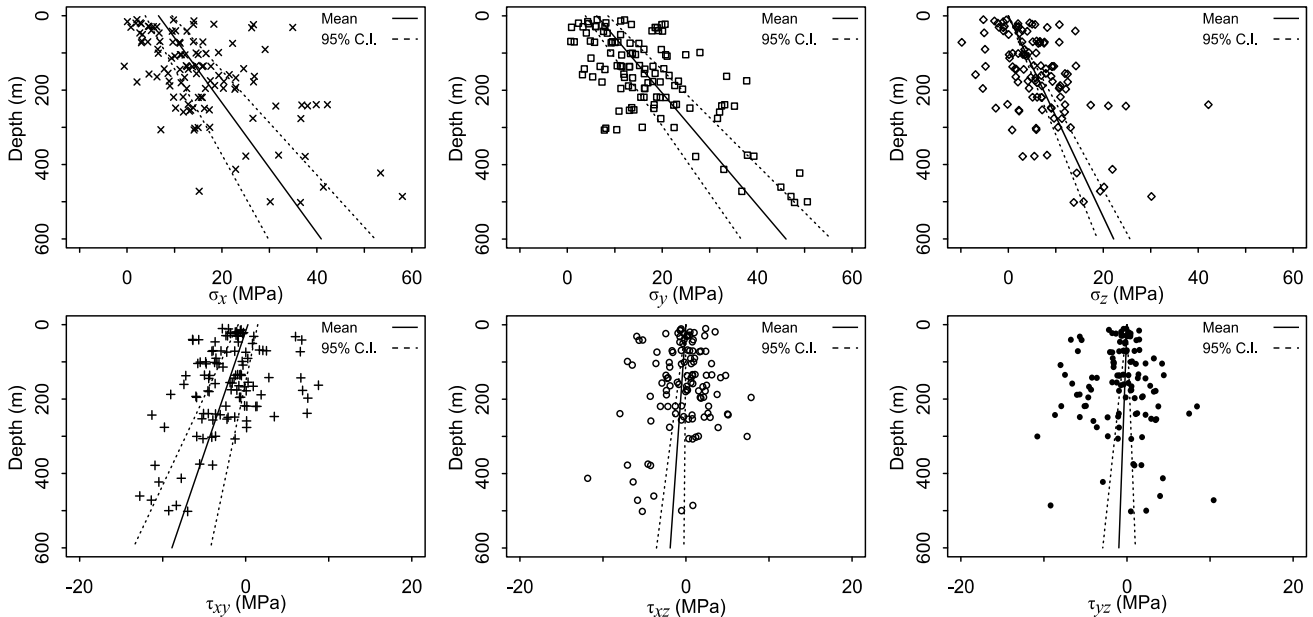 Depth (m)
0
200
400
600
Mean
95% C.I.
0 20 40 60
σx (MPa)
Depth (m)
0
200
400
600
Mean
95% C.I.
0 20 40 60
σy (MPa)
Depth (m)
0
200
400
600
Mean
95% C.I.
0 20 40 60
σz (MPa)
Depth (m)
0
200
400
600
Mean
95% C.I.
-20 0 20
τxy (MPa)
Depth (m)
0
200
400
600
Mean
95% C.I.
-20 0 20
τxz (MPa)
Depth (m)
0
200
400
600
Mean
95% C.I.
-20 0 20
τyz (MPa)